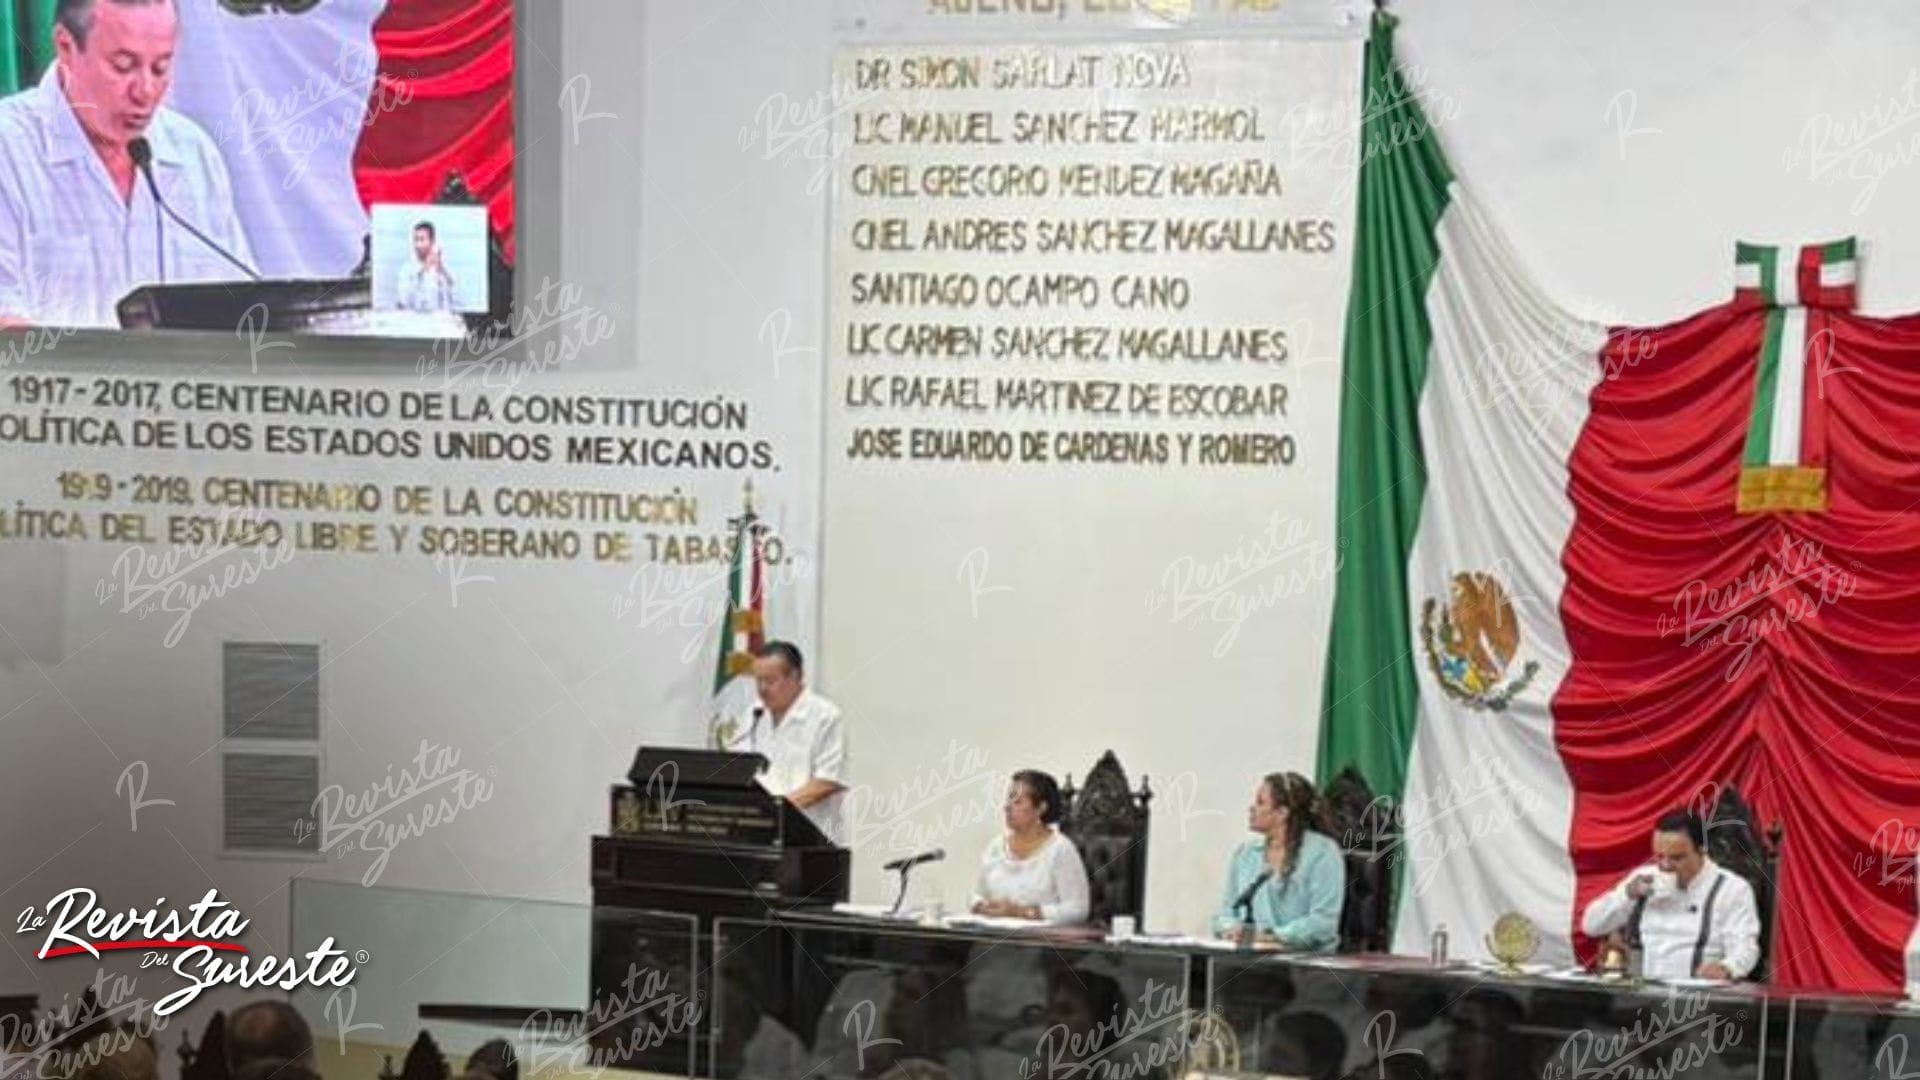 DR SIMON SARLAT NOVA
LIC MANUEL SANCHEZ MARMOL
CNEL GREGORIO MENDEZ MAGAÑA
CNEL ANDRES SANCHEZ MAGALLANES
SANTIAGO OCAMPO CANO
LIC CARMEN SANCHEZ MAGALLANES
LIC RAFAEL MARTINEZ DE ESCOBAR
JOSE EDUARDO DE CARDENAS Y ROMERO
1917-2017, CENTENARIO DE LA CONSTITUCIÓN
OLÍTICA DE LOS ESTADOS UNIDOS MEXICANOS.
1919-2019, CENTENARIO DE LA CONSTITUCIÓN
LÍTICA DEL ESTADO LIBRE Y SOBERANO DE TABASCO.
La Revista
Del Sureste®